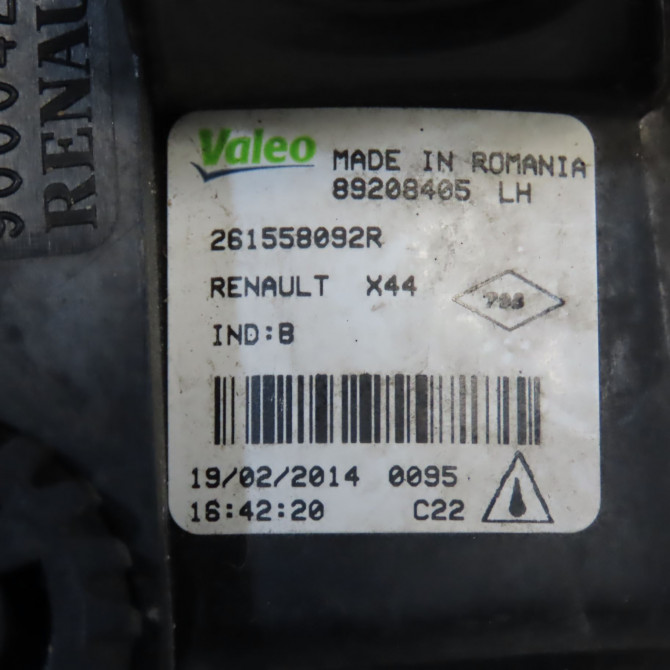 RENAU
Valeo MADE IN ROMANIA
89208405 LH
261558092R
RENAULT X44
IND:B
19/02/2014 0095
16:42:20 C22